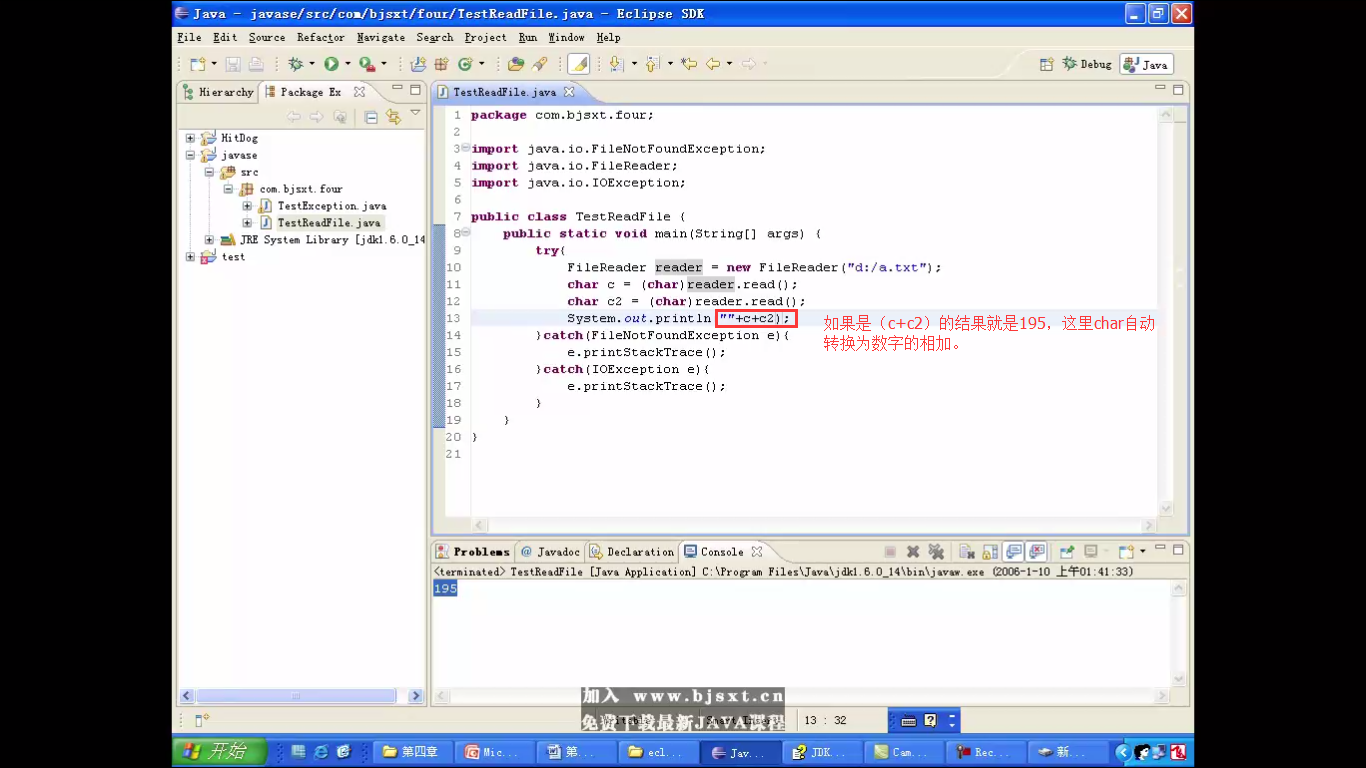 Java - javase/src/com/bjsxt/four/TestReadFile.java - Eclipse SDK
File Edit Source Refactor Navigate Search Project Run Window Help
Debug Java
Hierarchy Package Ex
TestReadFile.java
HitDog
javase
src
com.bjsxt.four
TestException.java
TestReadFile.java
JRE System Library [jdk1.6.0_14
test
1 package com.bjsxt.four;
2
3 import java.io.FileNotFoundException;
4 import java.io.FileReader;
5 import java.io.IOException;
6
7 public class TestReadFile {
8 public static void main(String[] args) {
9 try{
10 FileReader reader = new FileReader("d:/a.txt");
11 char c = (char)reader.read();
12 char c2 = (char)reader.read();
13 System.out.println ""+c+c2);
14 }catch(FileNotFoundException e){
15 e.printStackTrace();
16 }catch(IOException e){
17 e.printStackTrace();
18 }
19 }
20 }
21
如果是（c+c2）的结果就是195，这里char自动
转换为数字的相加。
Problems @ Javadoc Declaration Console
<terminated> TestReadFile [Java Application] C:\Program Files\Java\jdk1.6.0_14\bin\javaw.exe (2006-1-10 上午01:41:33)
195
加入 www.bjsxt.cn
免费下载最新JAVA课程
13 : 32
开始 第四章 Mic... 第... ecl... Jav... JDK... Cam... Rec... 新...